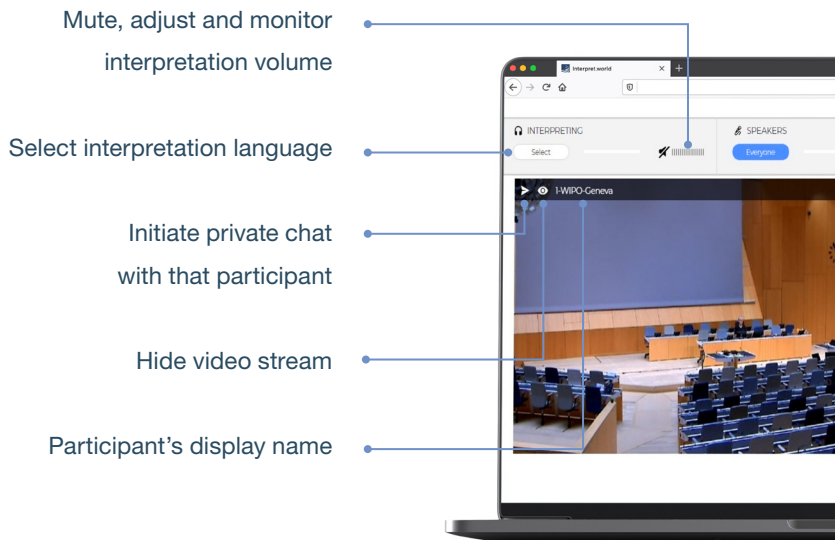 Mute, adjust and monitor
interpretation volume
Select interpretation language
Initiate private chat
with that participant
Hide video stream
Participant's display name
Interpret.world
INTERPRETING
SPEAKERS
Select
Everyone
1-WIPO-Geneva